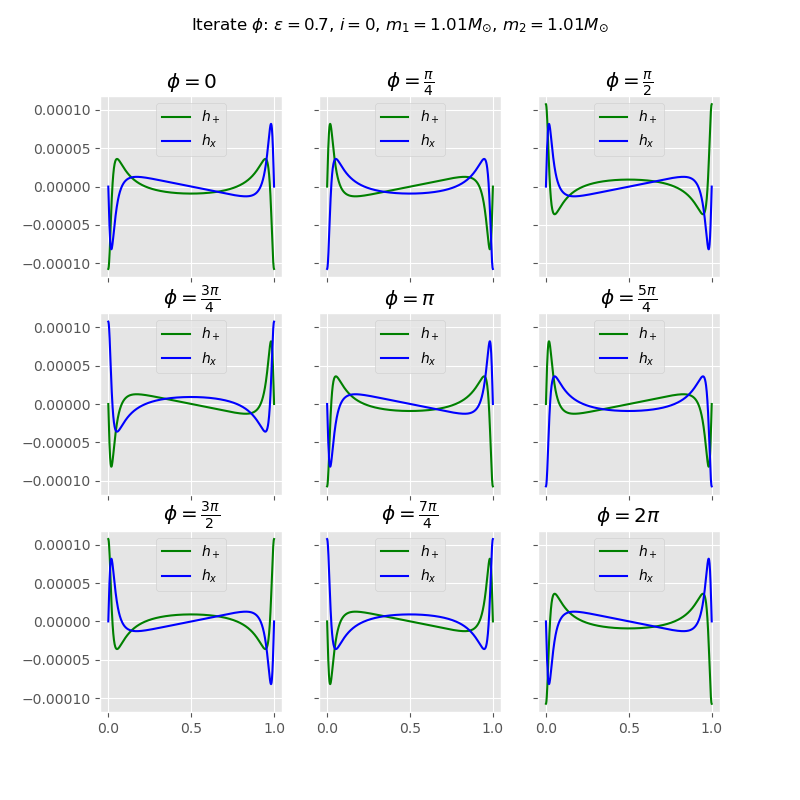 Iterate ϕ: ε = 0.7, i = 0, m₁ = 1.01M⊙, m₂ = 1.01M⊙
ϕ = 0
ϕ = π/4
ϕ = π/2
0.00010
0.00005
0.00000
−0.00005
−0.00010
h₊
hₓ
h₊
hₓ
h₊
hₓ
ϕ = 3π/4
ϕ = π
ϕ = 5π/4
0.00010
0.00005
0.00000
−0.00005
−0.00010
h₊
hₓ
h₊
hₓ
h₊
hₓ
ϕ = 3π/2
ϕ = 7π/4
ϕ = 2π
0.00010
0.00005
0.00000
−0.00005
−0.00010
h₊
hₓ
h₊
hₓ
h₊
hₓ
0.0 0.5 1.0
0.0 0.5 1.0
0.0 0.5 1.0